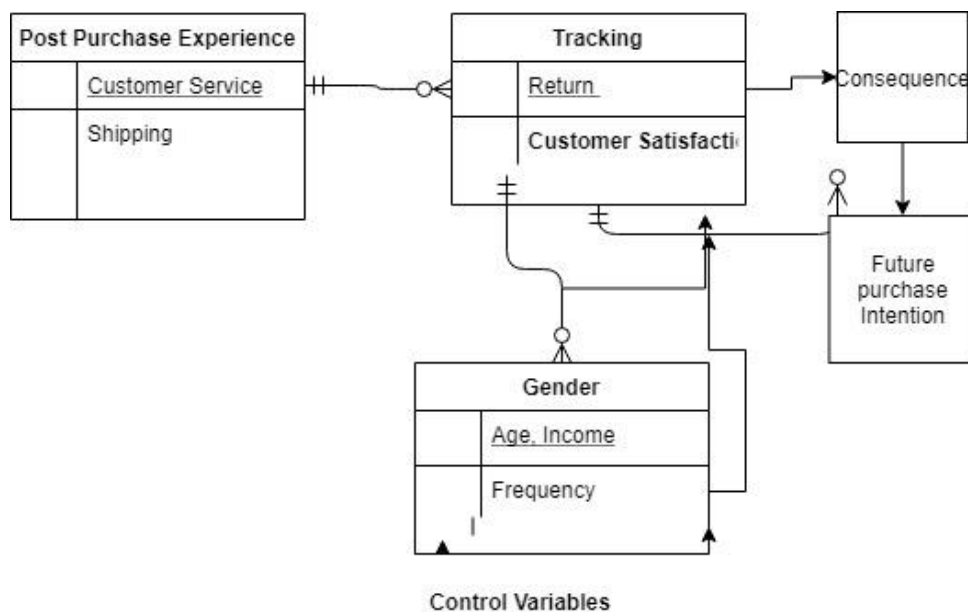 Post Purchase Experience
Customer Service
Shipping
Tracking
Return
Customer Satisfacti
Consequence
Future
purchase
Intention
Gender
Age, Income
Frequency
Control Variables